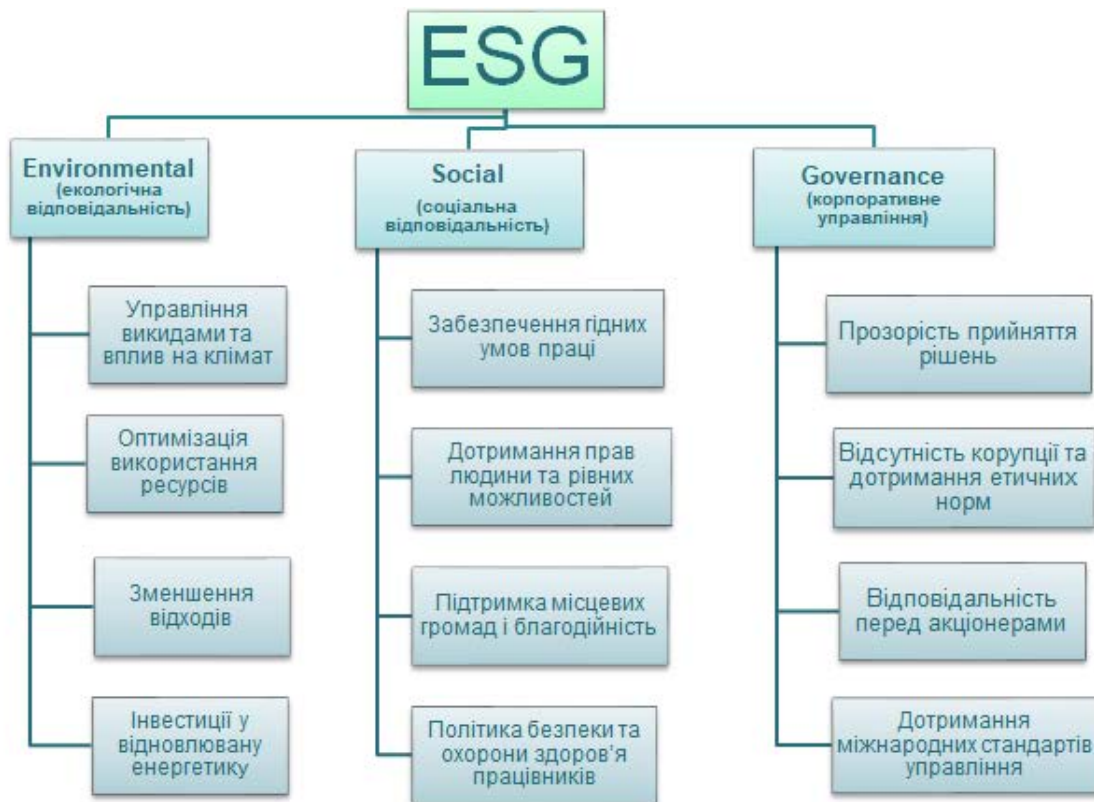 ESG
Environmental
(екологічна
відповідальність)
Управління
викидами та
вплив на клімат
Оптимізація
використання
ресурсів
Зменшення
відходів
Інвестиції у
відновлювану
енергетику
Social
(соціальна
відповідальність)
Забезпечення гідних
умов праці
Дотримання прав
людини та рівних
можливостей
Підтримка місцевих
громад і благодійність
Політика безпеки та
охорони здоров’я
працівників
Governance
(корпоративне
управління)
Прозорість прийняття
рішень
Відсутність корупції та
дотримання етичних
норм
Відповідальність
перед акціонерами
Дотримання
міжнародних стандартів
управління